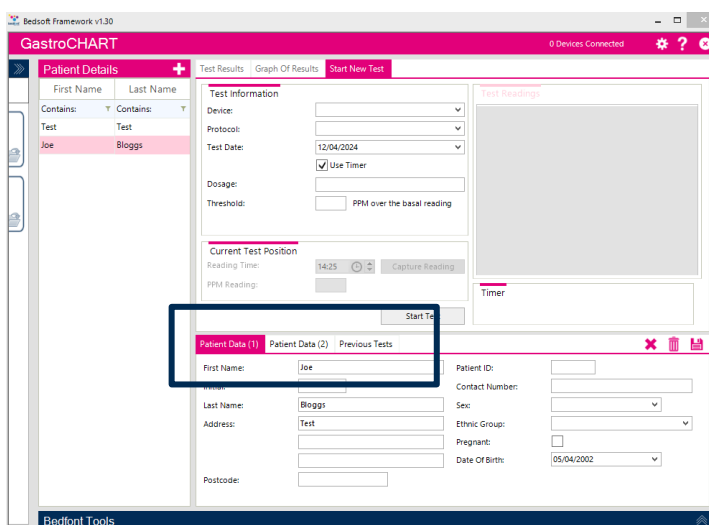 Bedsoft Framework v1.30
GastroCHART
0 Devices Connected
Patient Details
First Name Last Name
Contains: Contains:
Test Test
Joe Bloggs
Test Results Graph Of Results Start New Test
Test Information
Device:
Protocol:
Test Date: 12/04/2024
Use Timer
Dosage:
Threshold: PPM over the basal reading
Test Readings
Current Test Position
Reading Time: 14:25 Capture Reading
PPM Reading:
Timer
Start
Patient Data (1) Patient Data (2) Previous Tests
First Name: Joe
Last Name: Bloggs
Address: Test
Postcode:
Patient ID:
Contact Number:
Sex:
Ethnic Group:
Pregnant:
Date Of Birth: 05/04/2002
Bedfont Tools